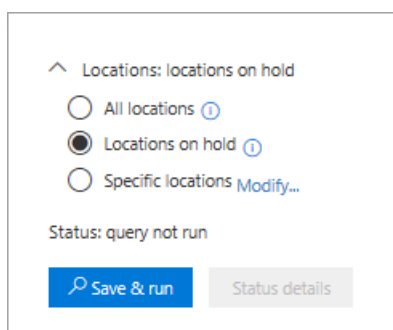 Locations: locations on hold
All locations
Locations on hold
Specific locations Modify...
Status: query not run
Save & run
Status details